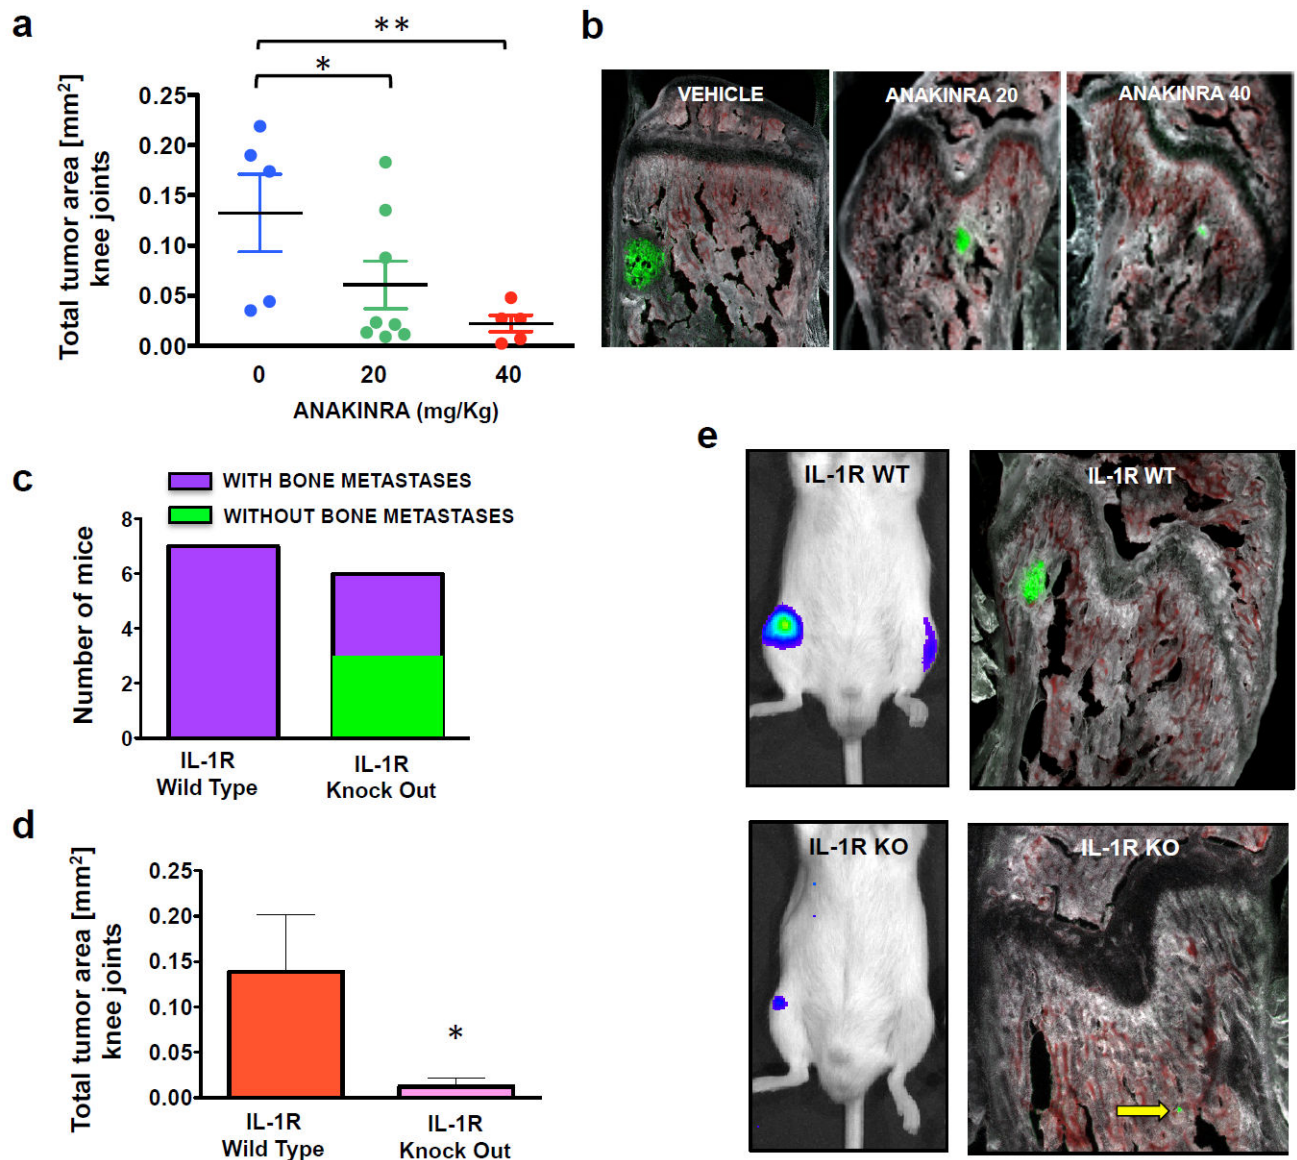 a
**
*
Total tumor area [mm²]
knee joints
0.25
0.20
0.15
0.10
0.05
0.00
0 20 40
ANAKINRA (mg/Kg)
b
VEHICLE
ANAKINRA 20
ANAKINRA 40
c
WITH BONE METASTASES
WITHOUT BONE METASTASES
Number of mice
8
6
4
2
0
IL-1R
Wild Type
IL-1R
Knock Out
d
Total tumor area [mm²]
knee joints
0.25
0.20
0.15
0.10
0.05
0.00
*
IL-1R
Wild Type
IL-1R
Knock Out
e
IL-1R WT
IL-1R WT
IL-1R KO
IL-1R KO